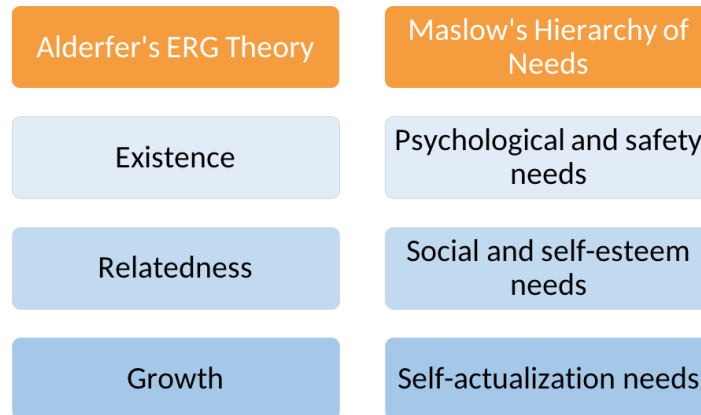 Alderfer's ERG Theory
Maslow's Hierarchy of
Needs
Existence
Psychological and safety
needs
Relatedness
Social and self-esteem
needs
Growth
Self-actualization needs